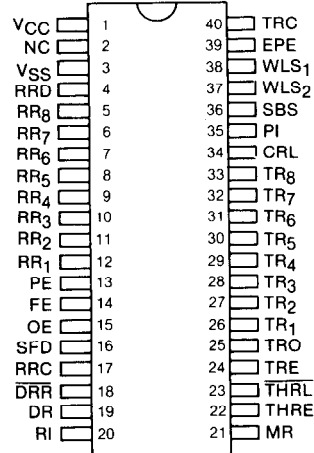 VCC 1 40 TRC
NC 2 39 EPE
VSS 3 38 WLS1
RRD 4 37 WLS2
RR8 5 36 SBS
RR7 6 35 PI
RR6 7 34 CRL
RR5 8 33 TR8
RR4 9 32 TR7
RR3 10 31 TR6
RR2 11 30 TR5
RR1 12 29 TR4
PE 13 28 TR3
FE 14 27 TR2
OE 15 26 TR1
SFD 16 25 TRO
RRC 17 24 TRE
D̅R̅R̅ 18 23 T̅H̅R̅L̅
DR 19 22 THRE
RI 20 21 MR